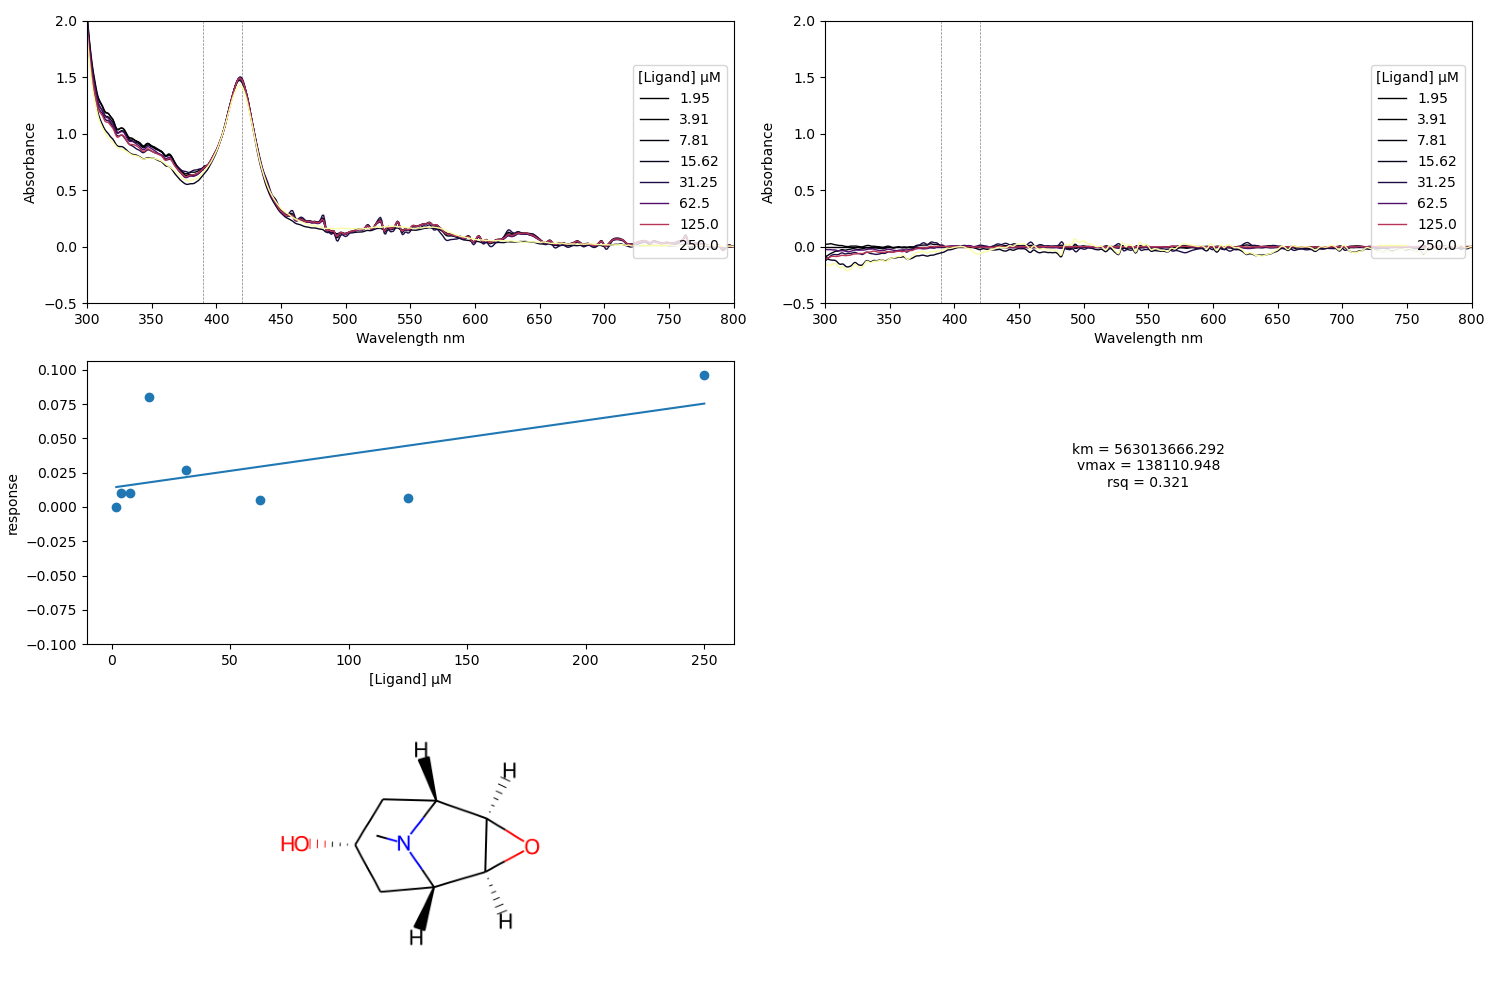 2.0
1.5
1.0
0.5
0.0
−0.5
Absorbance
300 350 400 450 500 550 600 650 700 750 800
Wavelength nm
[Ligand] µM
1.95
3.91
7.81
15.62
31.25
62.5
125.0
250.0
2.0
1.5
1.0
0.5
0.0
−0.5
Absorbance
300 350 400 450 500 550 600 650 700 750 800
Wavelength nm
[Ligand] µM
1.95
3.91
7.81
15.62
31.25
62.5
125.0
250.0
0.100
0.075
0.050
0.025
0.000
−0.025
−0.050
−0.075
−0.100
response
0 50 100 150 200 250
[Ligand] µM
km = 563013666.292
vmax = 138110.948
rsq = 0.321
H
H
HO
N
O
H
H